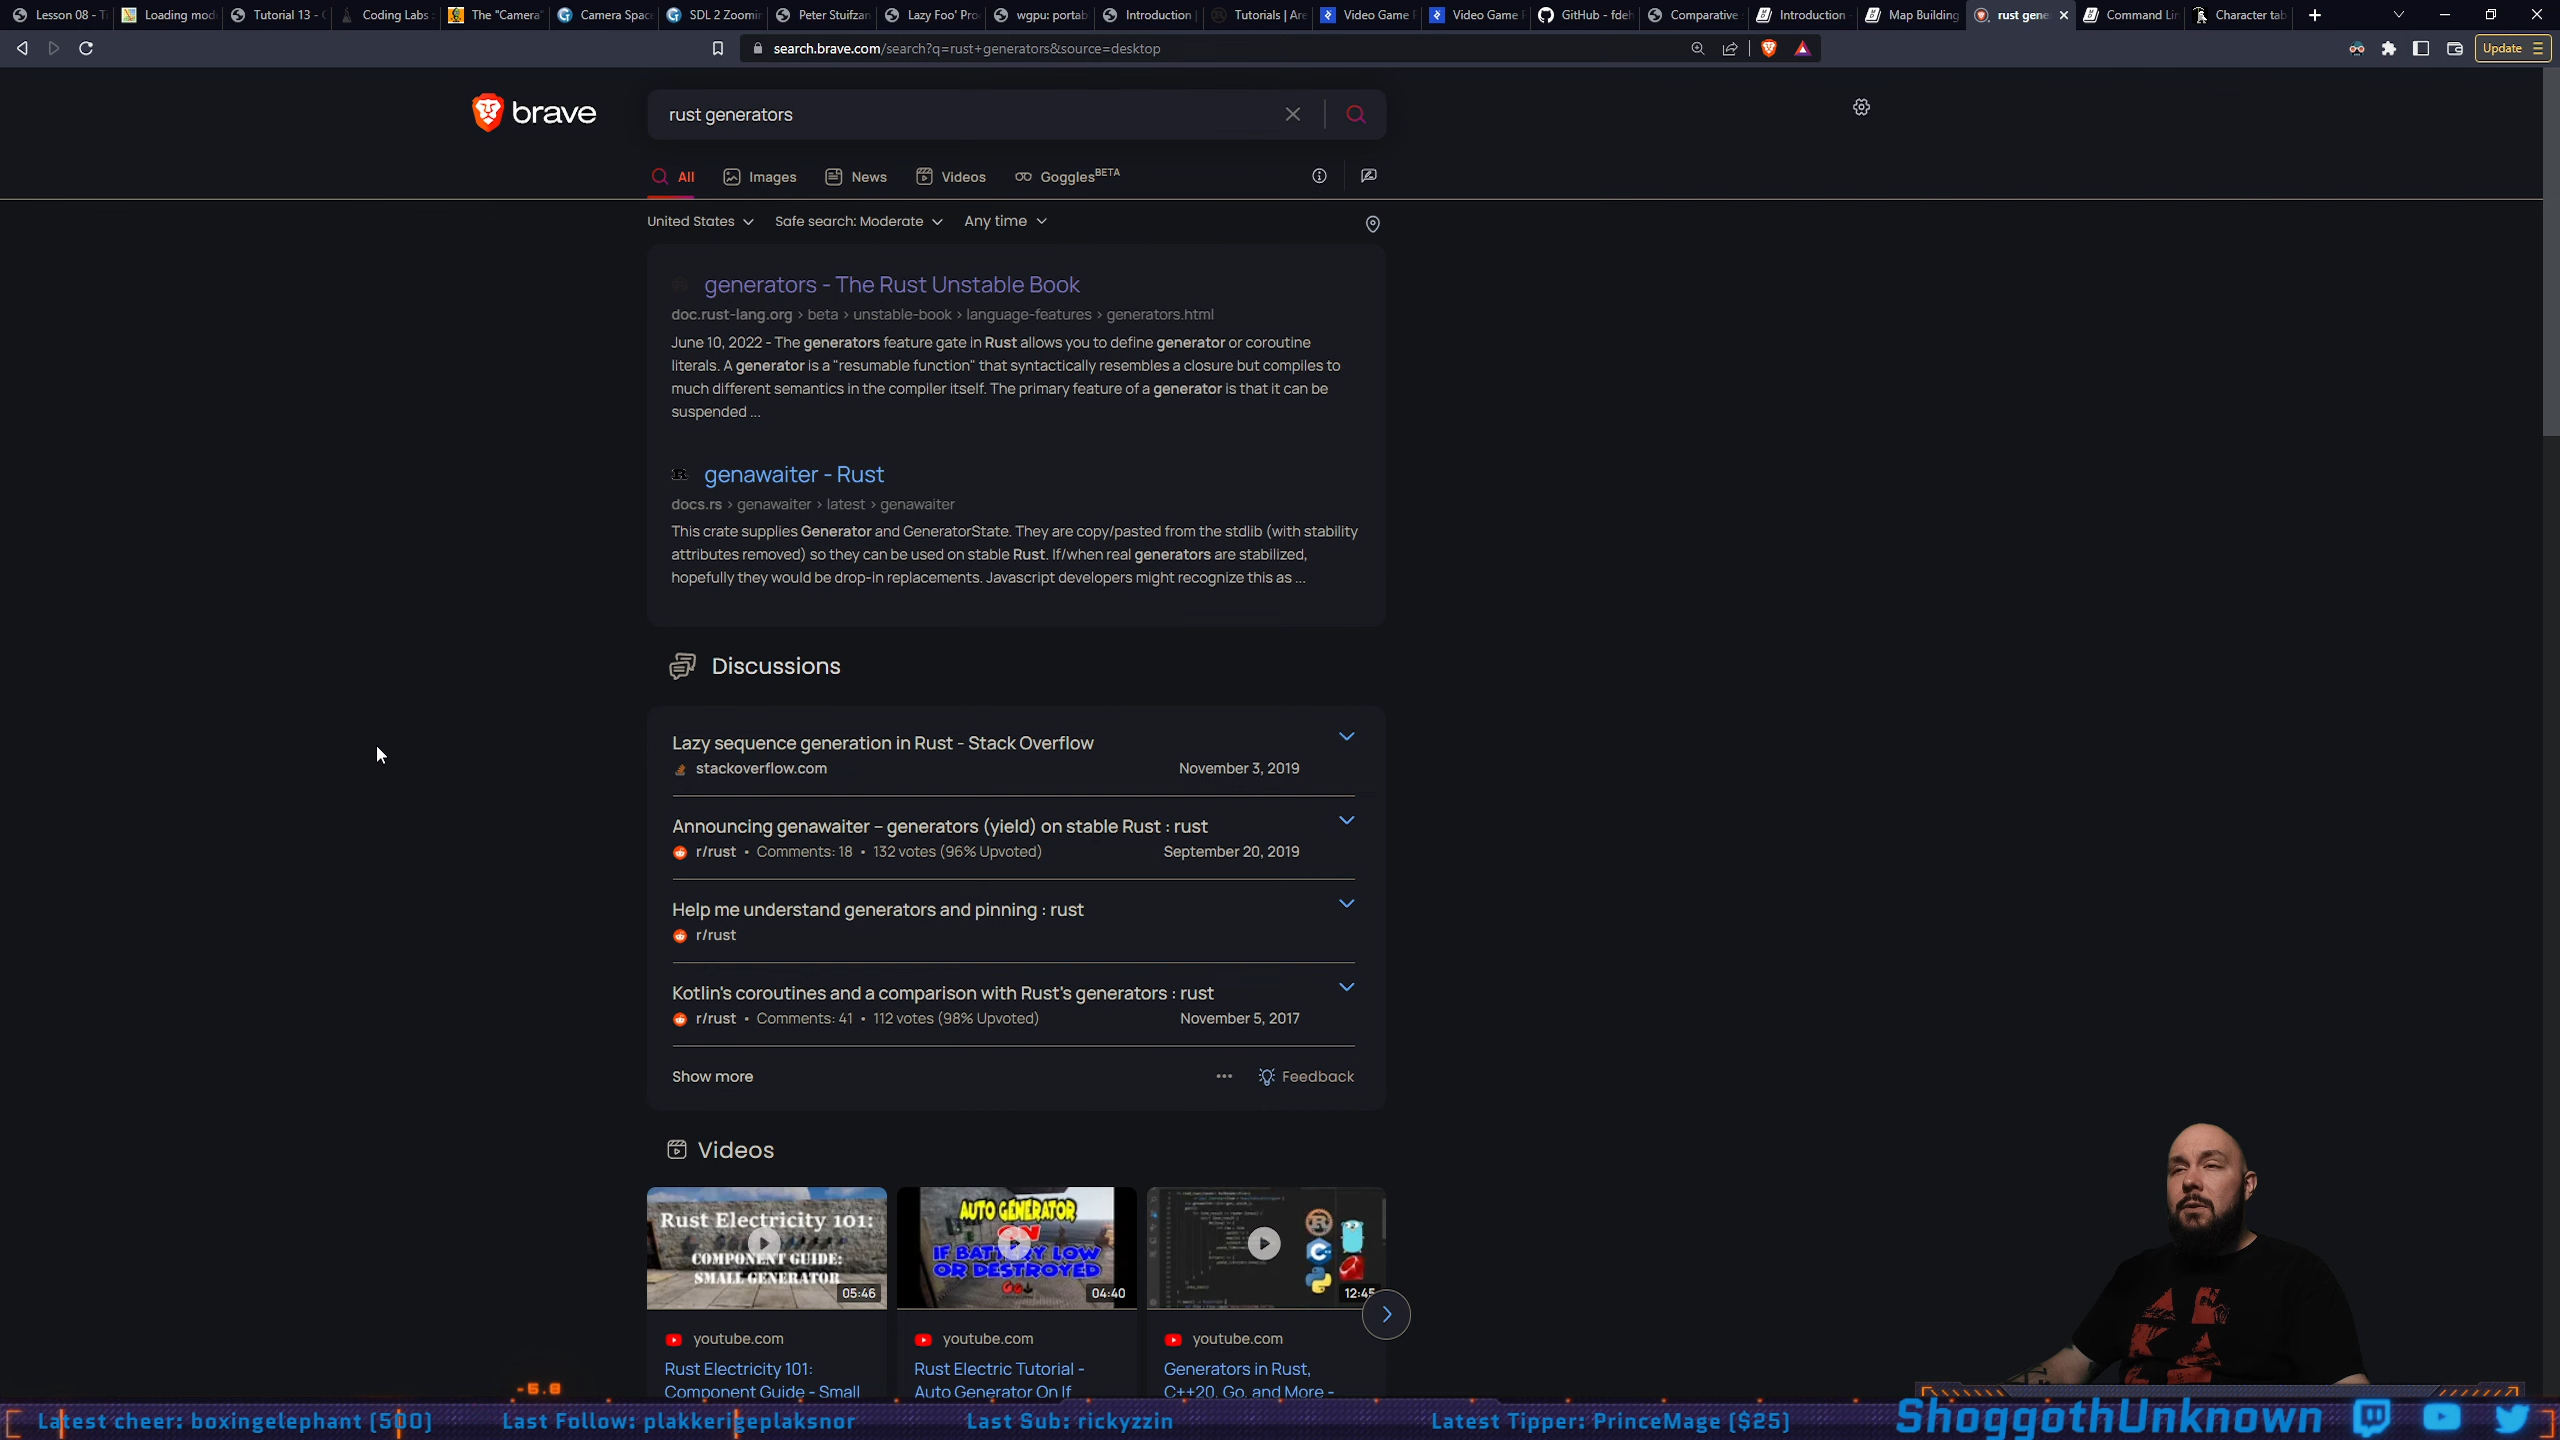 Lesson 08 - T
Loading mod
Tutorial 13 - C
Coding Labs :
The "Camera"
Camera Spac
SDL 2 Zoomin
Peter Stuifzan
Lazy Foo' Pro
wgpu: portab
Introduction
Tutorials | Are
Video Game F
Video Game F
GitHub - fdeh
Comparative
Introduction -
Map Building
rust gene
Command Lin
Character tab
search.brave.com/search?q=rust+generators&source=desktop
Update
brave
rust generators
All
Images
News
Videos
Goggles BETA
United States
Safe search: Moderate
Any time
generators - The Rust Unstable Book
doc.rust-lang.org › beta › unstable-book › language-features › generators.html
June 10, 2022 - The generators feature gate in Rust allows you to define generator or coroutine
literals. A generator is a "resumable function" that syntactically resembles a closure but compiles to
much different semantics in the compiler itself. The primary feature of a generator is that it can be
suspended ...
genawaiter - Rust
docs.rs › genawaiter › latest › genawaiter
This crate supplies Generator and GeneratorState. They are copy/pasted from the stdlib (with stability
attributes removed) so they can be used on stable Rust. If/when real generators are stabilized,
hopefully they would be drop-in replacements. Javascript developers might recognize this as ...
Discussions
Lazy sequence generation in Rust - Stack Overflow
stackoverflow.com
November 3, 2019
Announcing genawaiter – generators (yield) on stable Rust : rust
r/rust • Comments: 18 • 132 votes (96% Upvoted)
September 20, 2019
Help me understand generators and pinning : rust
r/rust
Kotlin's coroutines and a comparison with Rust's generators : rust
r/rust • Comments: 41 • 112 votes (98% Upvoted)
November 5, 2017
Show more
Feedback
Videos
Rust Electricity 101:
COMPONENT GUIDE:
SMALL GENERATOR
05:46
AUTO GENERATOR
ON
IF BATTERY LOW
OR DESTROYED
04:40
12:45
youtube.com
youtube.com
youtube.com
Rust Electricity 101:
Component Guide - Small
Rust Electric Tutorial -
Auto Generator On If
Generators in Rust,
C++20, Go, and More -
-5.8
Latest cheer: boxingelephant (500)
Last Follow: plakkerigeplaksnor
Last Sub: rickyzzin
Latest Tipper: PrinceMage ($25)
ShoggothUnknown